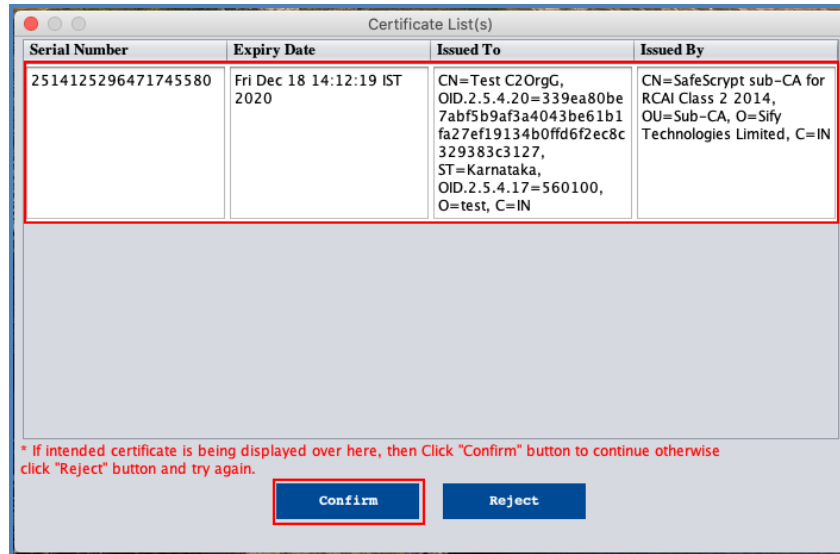 Certificate List(s)
Serial Number Expiry Date Issued To Issued By
2514125296471745580
Fri Dec 18 14:12:19 IST
2020
CN=Test C2OrgG,
OID.2.5.4.20=339ea80be
7abf5b9af3a4043be61b1
fa27ef19134b0ffd6f2ec8c
329383c3127,
ST=Karnataka,
OID.2.5.4.17=560100,
O=test, C=IN
CN=SafeScrypt sub-CA for
RCAI Class 2 2014,
OU=Sub-CA, O=Sify
Technologies Limited, C=IN
* If intended certificate is being displayed over here, then Click "Confirm" button to continue otherwise
click "Reject" button and try again.
Confirm Reject